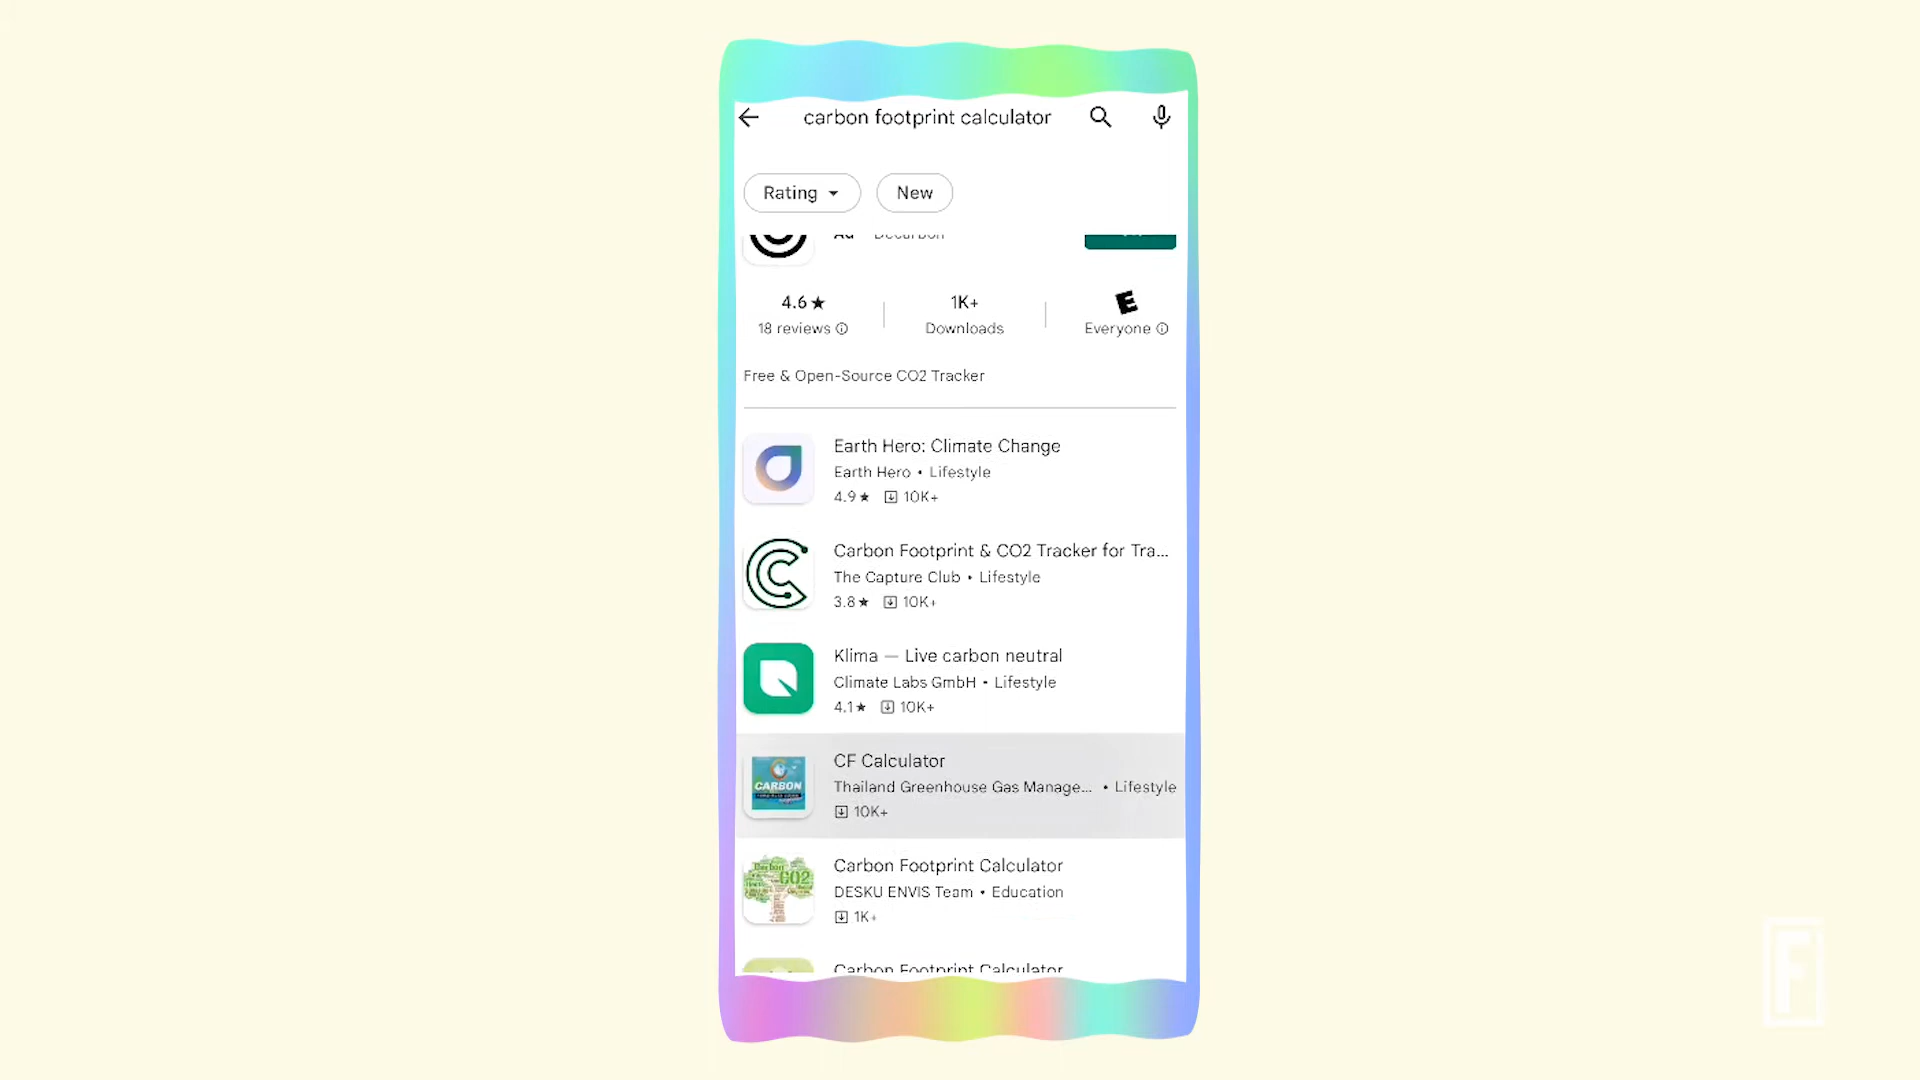 carbon footprint calculator
Rating
New
Ad Decarbon
4.6★
1K+
E
18 reviews
Downloads
Everyone
Free & Open-Source CO2 Tracker
Earth Hero: Climate Change
Earth Hero • Lifestyle
4.9★ 10K+
Carbon Footprint & CO2 Tracker for Tra...
The Capture Club • Lifestyle
3.8★ 10K+
Klima — Live carbon neutral
Climate Labs GmbH • Lifestyle
4.1★ 10K+
CARBON
CF Calculator
Thailand Greenhouse Gas Manage... • Lifestyle
10K+
CO2
Carbon Footprint Calculator
DESKU ENVIS Team • Education
1K+
Carbon Footprint Calculator
F